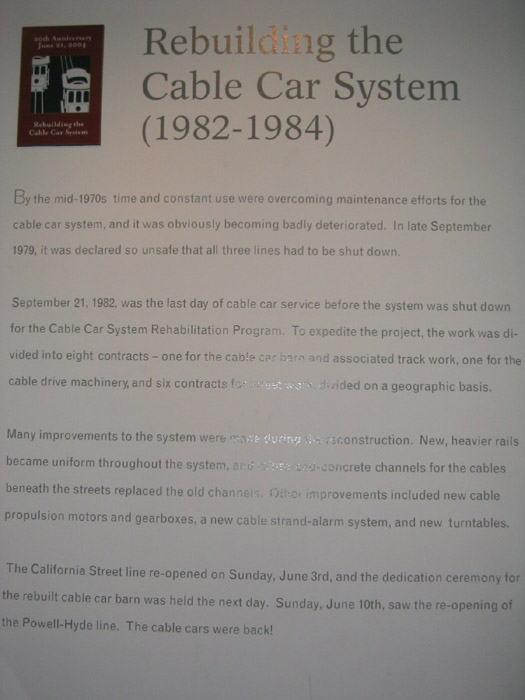 20th Anniversary
June 21, 2004
Rebuilding the
Cable Car System
Rebuilding the
Cable Car System
(1982-1984)
By the mid-1970s time and constant use were overcoming maintenance efforts for the
cable car system, and it was obviously becoming badly deteriorated. In late September
1979, it was declared so unsafe that all three lines had to be shut down.
September 21, 1982, was the last day of cable car service before the system was shut down
for the Cable Car System Rehabilitation Program. To expedite the project, the work was di-
vided into eight contracts – one for the cable car barn and associated track work, one for the
cable drive machinery, and six contracts for street work divided on a geographic basis.
Many improvements to the system were made during the reconstruction. New, heavier rails
became uniform throughout the system, and -concrete channels for the cables
beneath the streets replaced the old channels. Other improvements included new cable
propulsion motors and gearboxes, a new cable strand-alarm system, and new turntables.
The California Street line re-opened on Sunday, June 3rd, and the dedication ceremony for
the rebuilt cable car barn was held the next day. Sunday, June 10th, saw the re-opening of
the Powell-Hyde line. The cable cars were back!